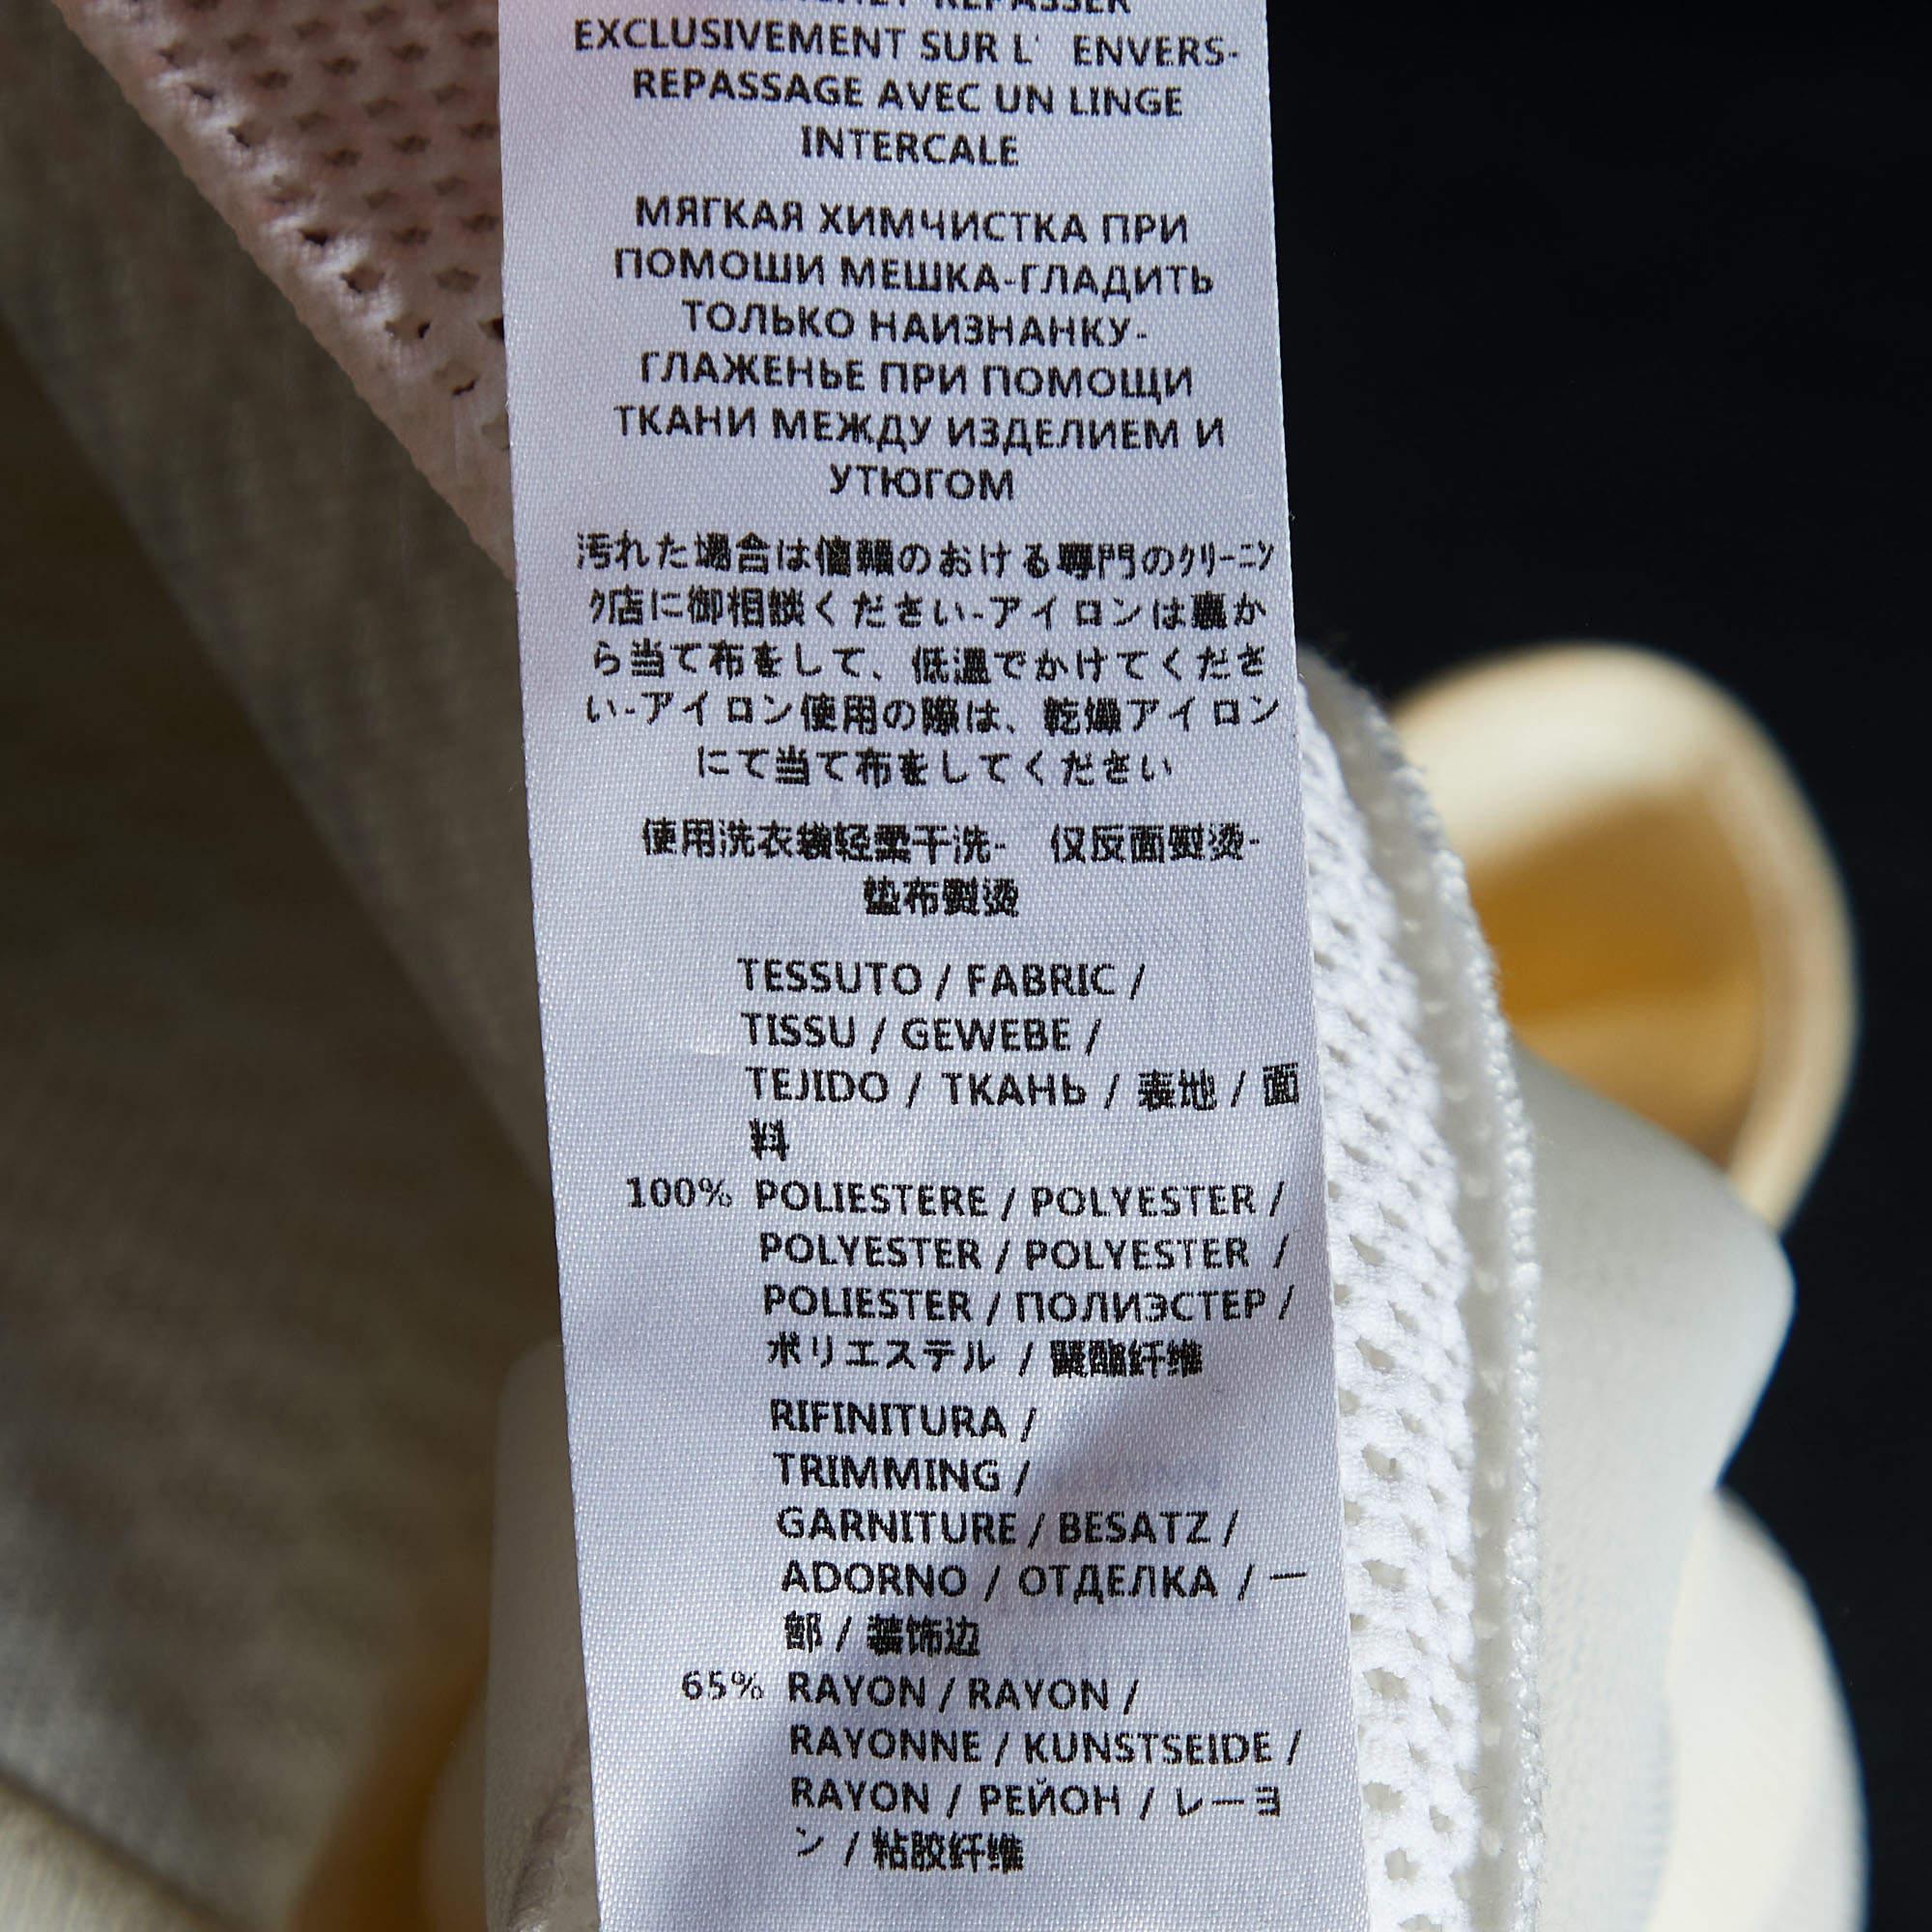 REPASSER
EXCLUSIVEMENT SUR L' ENVERS-
REPASSAGE AVEC UN LINGE
INTERCALE
МЯГКАЯ ХИМЧИСТКА ПРИ
ПОМОШИ МЕШКА-ГЛАДИТЬ
ТОЛЬКО НАИЗНАНКУ-
ГЛАЖЕНЬЕ ПРИ ПОМОЩИ
ТКАНИ МЕЖДУ ИЗДЕЛИЕМ И
УТЮГОМ
汚れた場合は信頼のおける専門のクリーニン
ク店に御相談ください-アイロンは裏か
ら当て布をして、低温でかけてくださ
い-アイロン使用の際は、乾燥アイロン
にて当て布をしてください
使用洗衣袋轻柔干洗- 仅反面熨烫-
垫布熨烫
TESSUTO / FABRIC /
TISSU / GEWEBE /
TEJIDO / ТКАНЬ / 表地 / 面
料
100% POLIESTERE / POLYESTER /
POLYESTER / POLYESTER /
POLIESTER / ПОЛИЭСТЕР /
ポリエステル / 聚酯纤维
RIFINITURA /
TRIMMING /
GARNITURE / BESATZ /
ADORNO / ОТДЕЛКА / 一
部 / 装饰边
65% RAYON / RAYON /
RAYONNE / KUNSTSEIDE /
RAYON / РЕЙОН / レーヨ
ン / 粘胶纤维